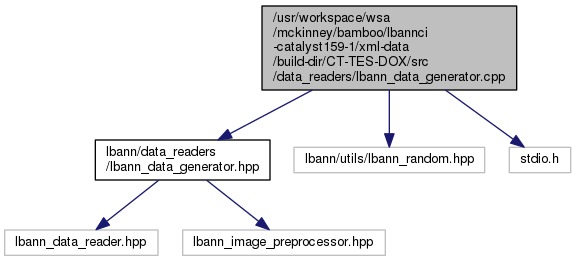 /usr/workspace/wsa
/mckinney/bamboo/lbannci
-catalyst159-1/xml-data
/build-dir/CT-TES-DOX/src
/data_readers/lbann_data_generator.cpp
lbann/data_readers
/lbann_data_generator.hpp
lbann/utils/lbann_random.hpp
stdio.h
lbann_data_reader.hpp
lbann_image_preprocessor.hpp